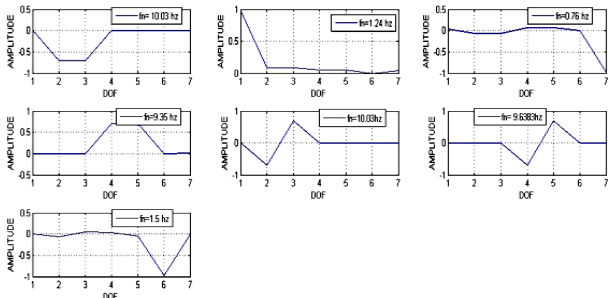 0.5
0
-0.5
-1
AMPLITUDE
fn= 10.03 hz
1 2 3 4 5 6 7
DOF
1
0.5
0
AMPLITUDE
fn=1.24 hz
1 2 3 4 5 6 7
DOF
0.5
0
-0.5
-1
AMPLITUDE
fn=0.76 hz
1 2 3 4 5 6 7
DOF
1
0.5
0
-0.5
AMPLITUDE
fn=9.35 hz
1 2 3 4 5 6 7
DOF
1
0
-1
AMPLITUDE
fn=10.03hz
1 2 3 4 5 6 7
DOF
1
0
-1
AMPLITUDE
fn= 9.6383 hz
1 2 3 4 5 6 7
DOF
0.5
0
-0.5
-1
AMPLITUDE
fn=1.5 hz
1 2 3 4 5 6 7
DOF